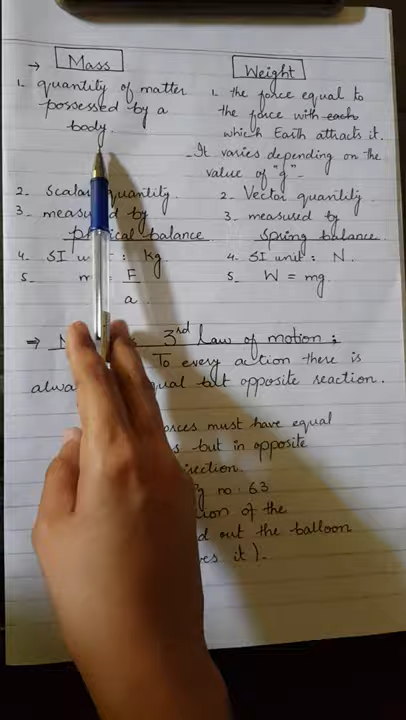 → Mass
1. quantity of matter
possessed by a
body.
2. Scalar quantity.
3. measured by
physical balance
4. SI unit : kg
5. m = F
a
Weight
1. the force equal to
the force with each
which Earth attracts it.
- It varies depending on the
value of "g" -
2. Vector quantity
3. measured by
spring balance.
4. SI unit : N.
5. W = mg.
⇒ 3rd Law of motion :
To every action there is
but opposite reaction.
must have equal
but in opposite
no : 63
of the
out the balloon
it ).